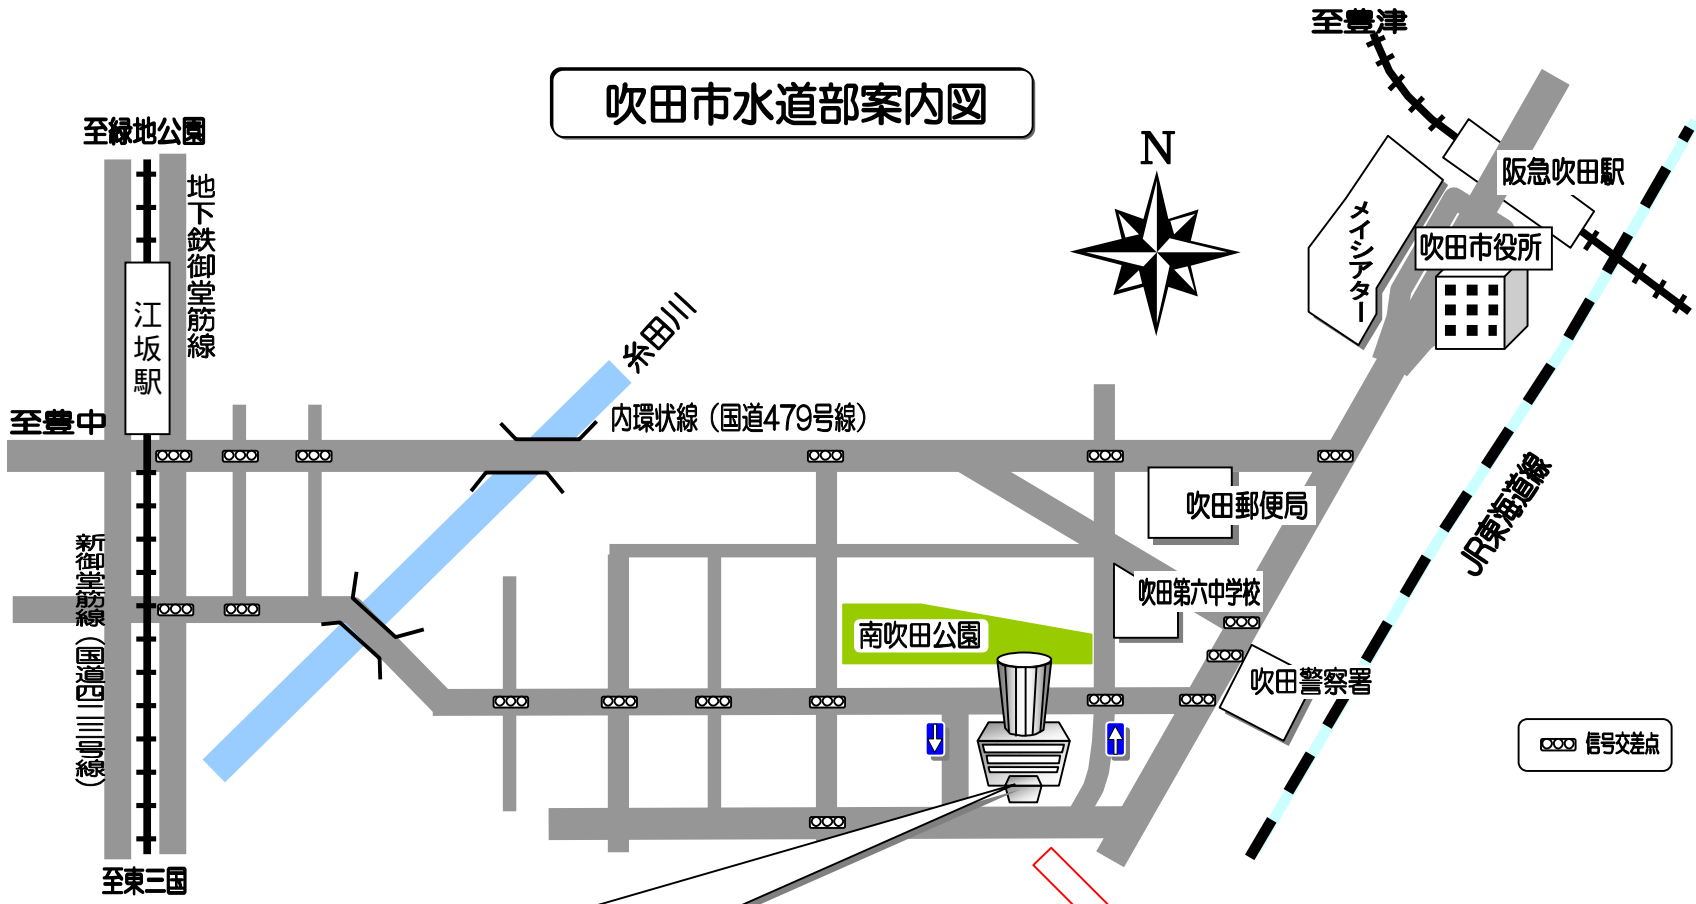 至豊津
吹田市水道部案内図
至緑地公園
N
阪急吹田駅
地下鉄御堂筋線
メイシアター
吹田市役所
江坂駅
糸田川
至豊中
内環状線（国道479号線）
吹田郵便局
JR東海道線
新御堂筋線（国道四二三号線）
吹田第六中学校
南吹田公園
吹田警察署
信号交差点
至東三国